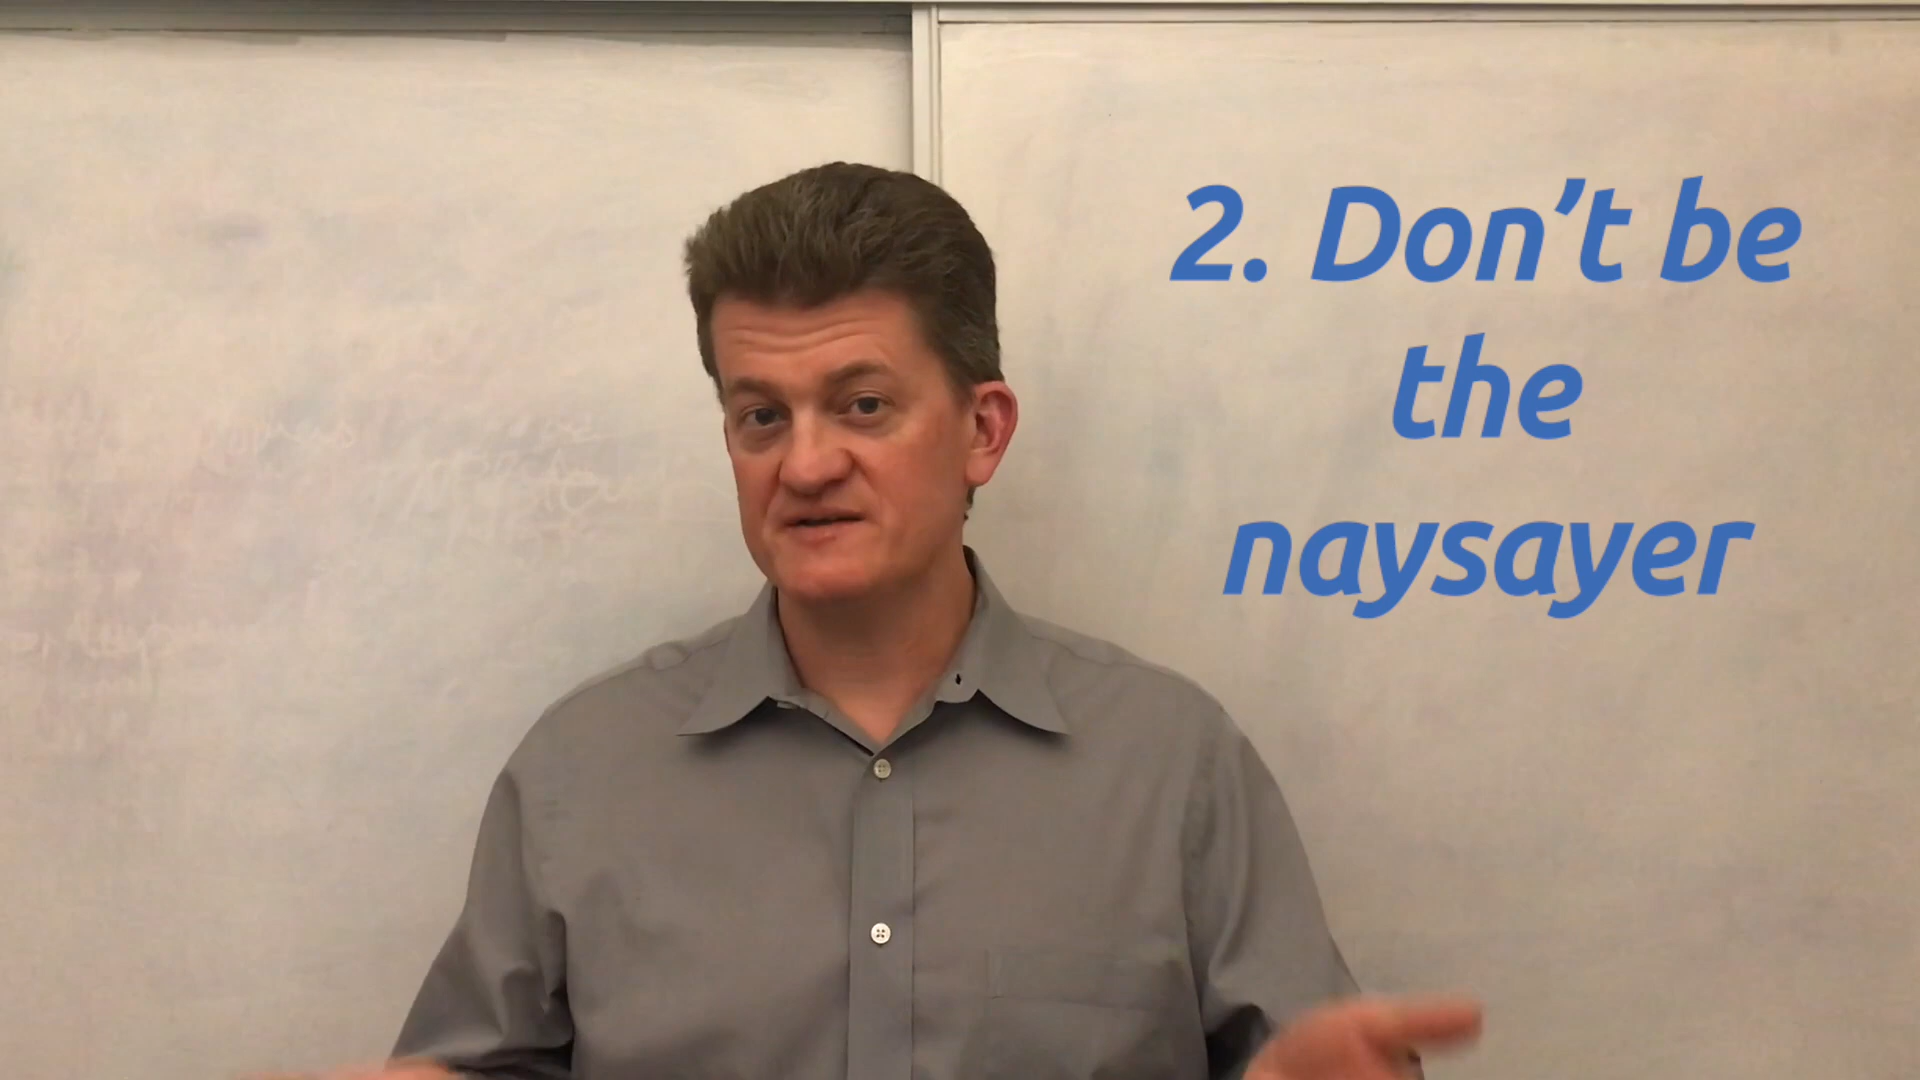 2. Don’t be
the
naysayer